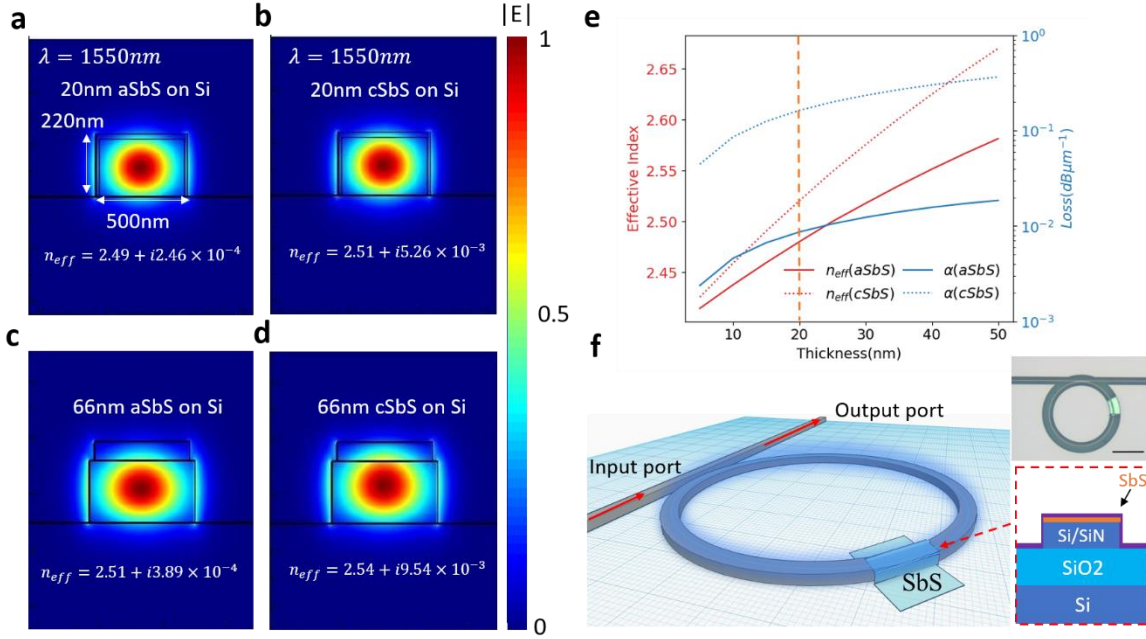 a
λ = 1550nm
20nm aSbS on Si
220nm
500nm
n_eff = 2.49 + i2.46 × 10⁻⁴
b
λ = 1550nm
20nm cSbS on Si
n_eff = 2.51 + i5.26 × 10⁻³
|E|
1
0.5
0
c
66nm aSbS on Si
n_eff = 2.51 + i3.89 × 10⁻⁴
d
66nm cSbS on Si
n_eff = 2.54 + i9.54 × 10⁻³
e
Effective Index
2.65
2.60
2.55
2.50
2.45
n_eff(aSbS)
n_eff(cSbS)
α(aSbS)
α(cSbS)
10
20
30
40
50
Thickness(nm)
10⁰
10⁻¹
10⁻²
10⁻³
Loss(dBμm⁻¹)
f
Input port
Output port
SbS
SbS
Si/SiN
SiO2
Si